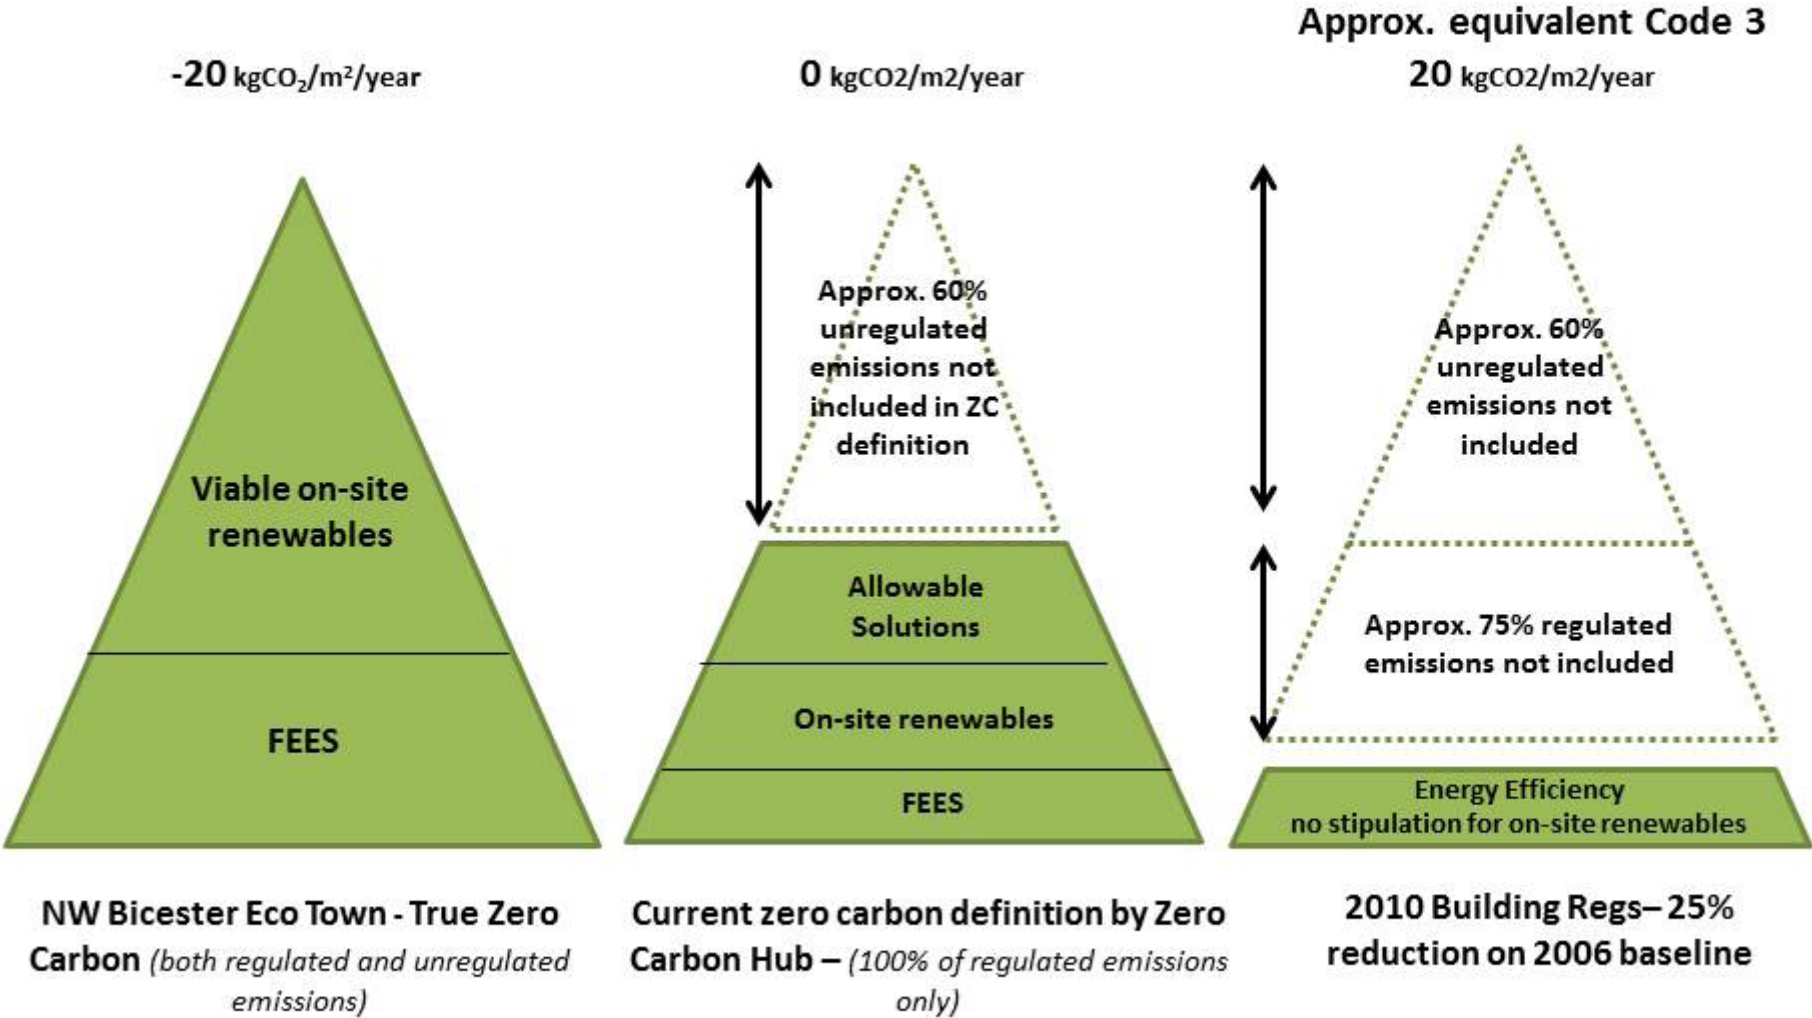 -20 kgCO₂/m²/year
Viable on-site
renewables
FEES
NW Bicester Eco Town - True Zero
Carbon (both regulated and unregulated
emissions)
0 kgCO2/m2/year
Approx. 60%
unregulated
emissions not
included in ZC
definition
Allowable
Solutions
On-site renewables
FEES
Current zero carbon definition by Zero
Carbon Hub – (100% of regulated emissions
only)
Approx. equivalent Code 3
20 kgCO2/m2/year
Approx. 60%
unregulated
emissions not
included
Approx. 75% regulated
emissions not included
Energy Efficiency
no stipulation for on-site renewables
2010 Building Regs– 25%
reduction on 2006 baseline